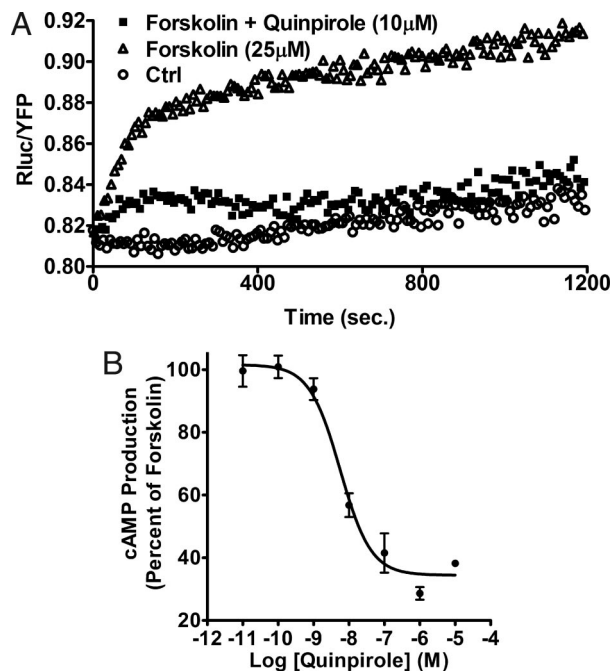 A
Forskolin + Quinpirole (10µM)
Forskolin (25µM)
Ctrl
0.92
0.90
0.88
0.86
0.84
0.82
0.80
Rluc/YFP
0 400 800 1200
Time (sec.)
B
100
80
60
40
20
cAMP Production
(Percent of Forskolin)
-12 -11 -10 -9 -8 -7 -6 -5 -4
Log [Quinpirole] (M)